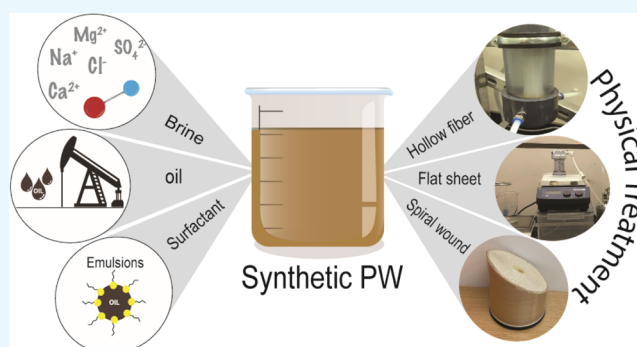 Mg²⁺
SO₄²⁻
Na⁺
Cl⁻
Ca²⁺
Brine
OIL
oil
Surfactant
Emulsions
OIL
Synthetic PW
Hollow fiber
Flat sheet
Spiral wound
Physical Treatment